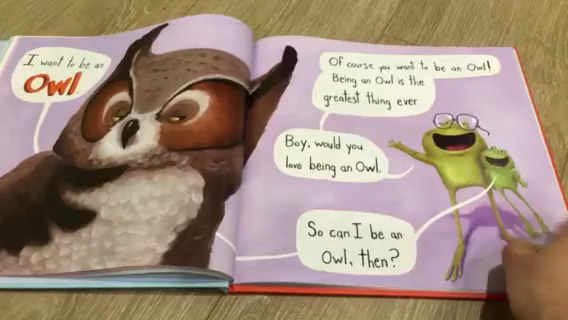 I want to be an
Owl.
Of course you want to be an Owl!
Being an Owl is the
greatest thing ever.
Boy, would you
love being an Owl.
So can I be an
Owl, then?